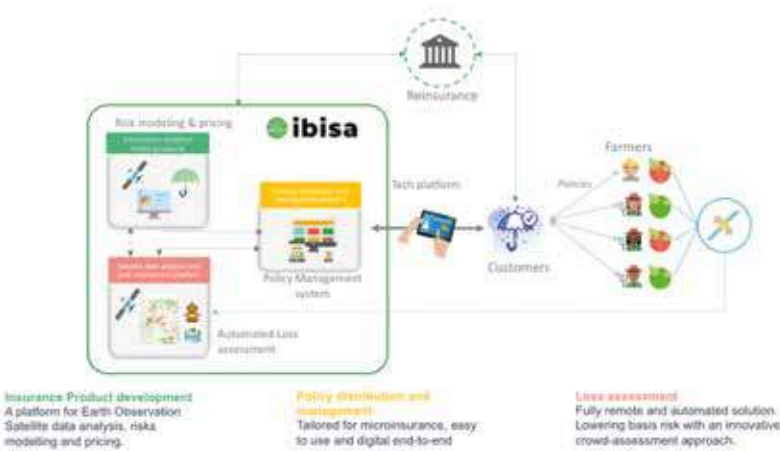 Reinsurance
Risk modeling & pricing
ibisa
Farmers
Tech platform
Policies
Customers
Policy Management
system
Automated Loss
assessment
Insurance Product development
A platform for Earth Observation
Satellite data analysis, risks
modelling and pricing.
Policy distribution and
management
Tailored for microinsurance, easy
to use and digital end-to-end
Loss assessment
Fully remote and automated solution.
Lowering basis risk with an innovative
crowd-assessment approach.